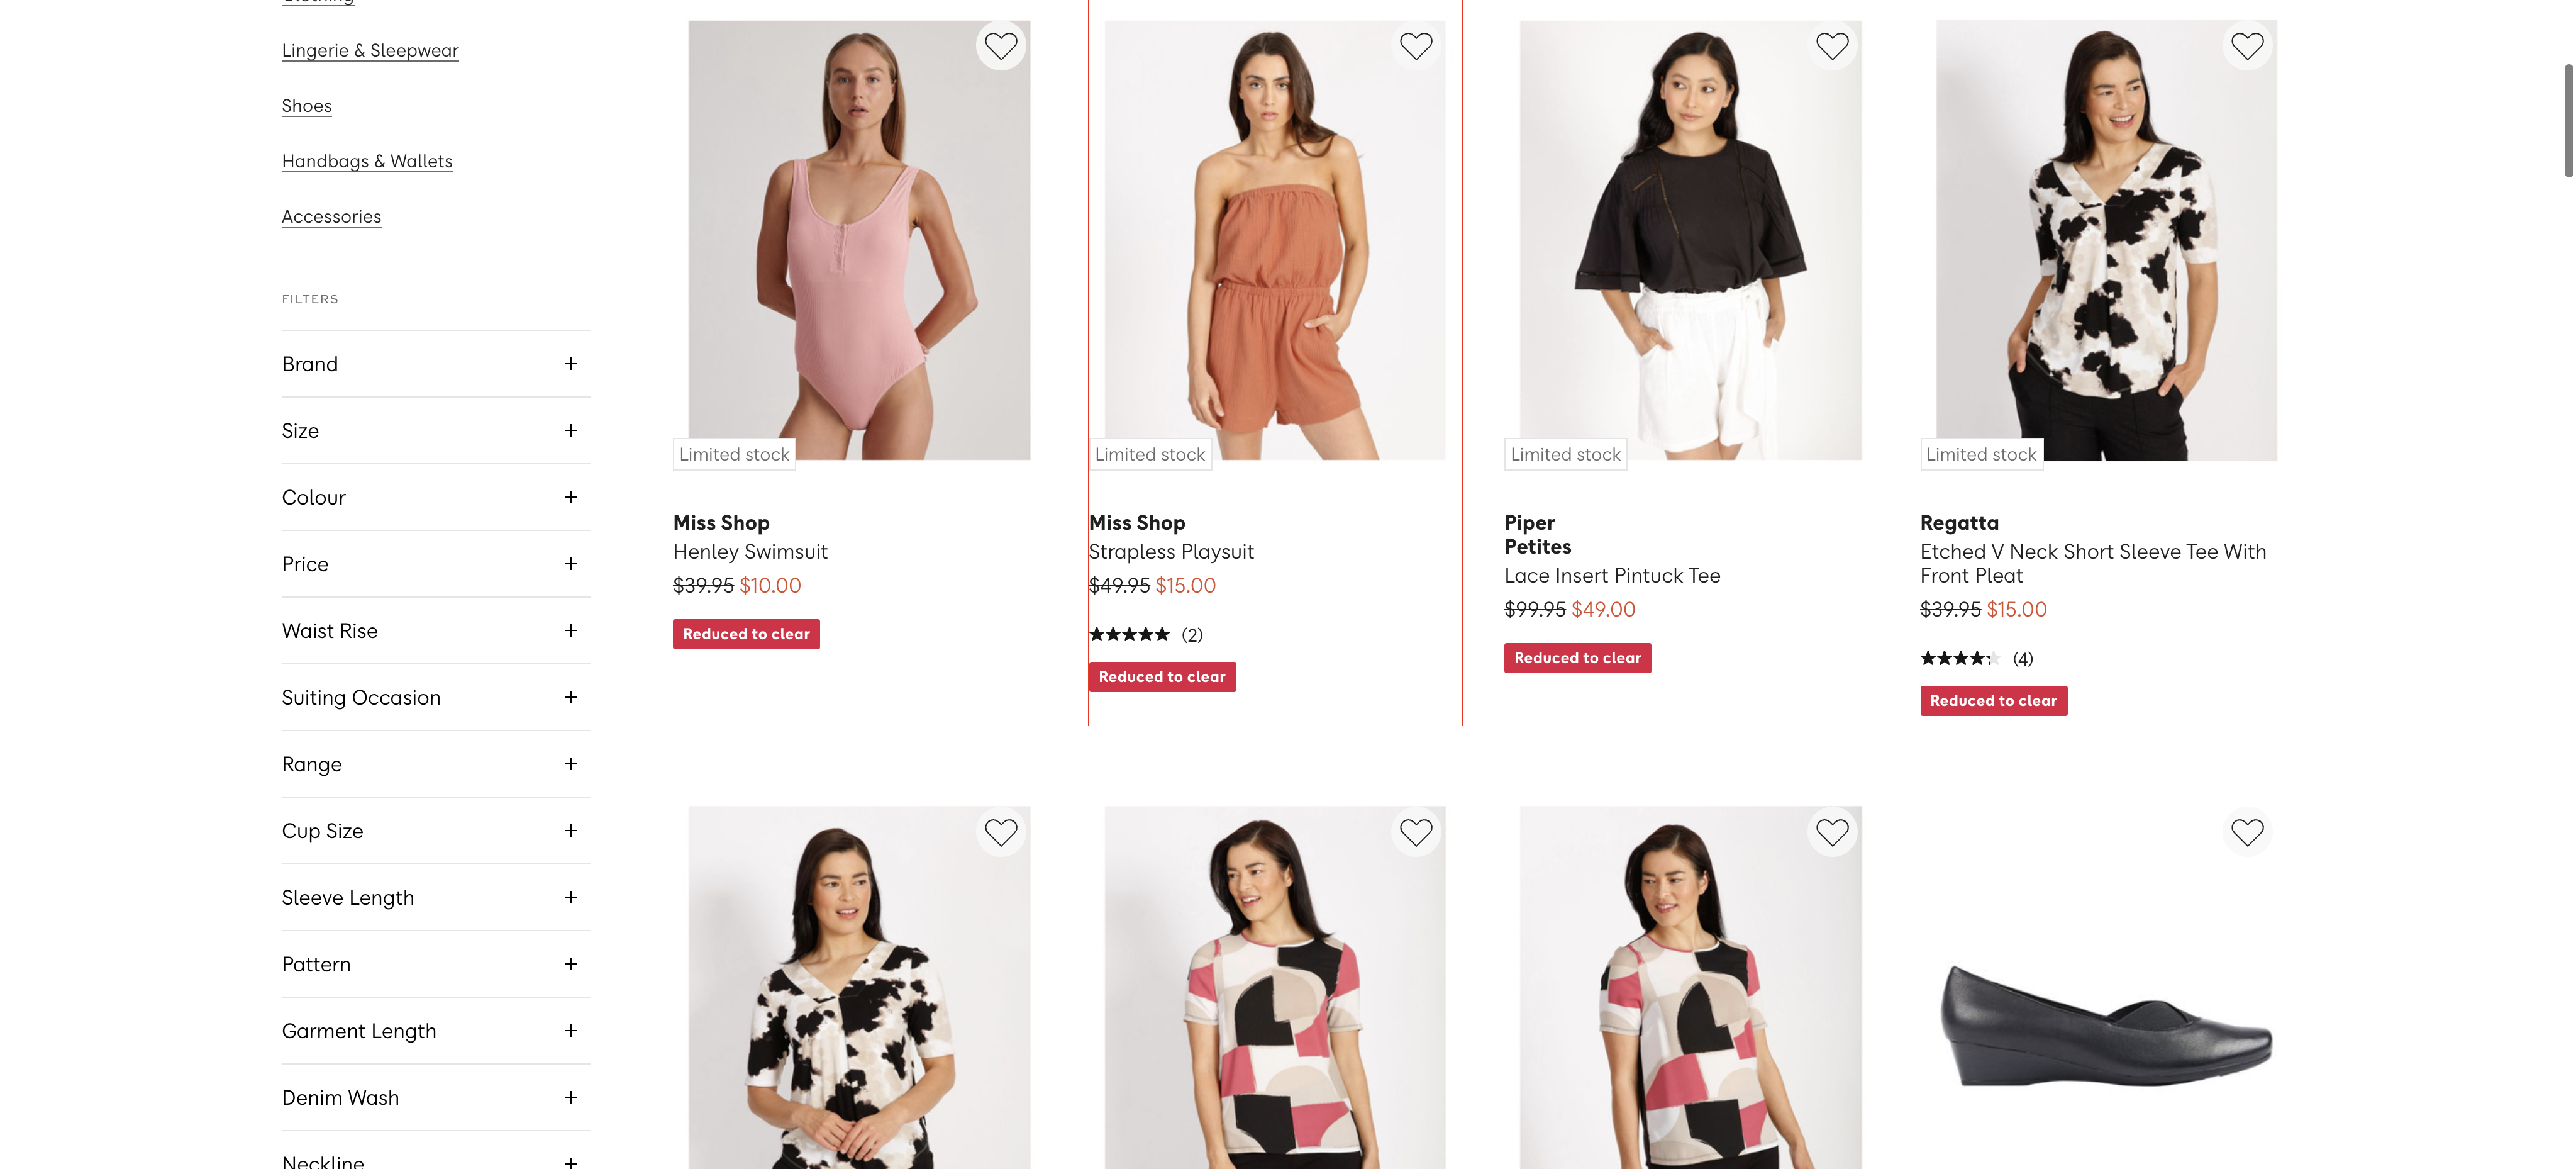 Clothing
Lingerie & Sleepwear
Shoes
Handbags & Wallets
Accessories
FILTERS
Brand +
Size +
Colour +
Price +
Waist Rise +
Suiting Occasion +
Range +
Cup Size +
Sleeve Length +
Pattern +
Garment Length +
Denim Wash +
Neckline +
Limited stock
Miss Shop
Henley Swimsuit
$39.95 $10.00
Reduced to clear
Limited stock
Miss Shop
Strapless Playsuit
$49.95 $15.00
★★★★★ (2)
Reduced to clear
Limited stock
Piper
Petites
Lace Insert Pintuck Tee
$99.95 $49.00
Reduced to clear
Limited stock
Regatta
Etched V Neck Short Sleeve Tee With
Front Pleat
$39.95 $15.00
★★★★★ (4)
Reduced to clear